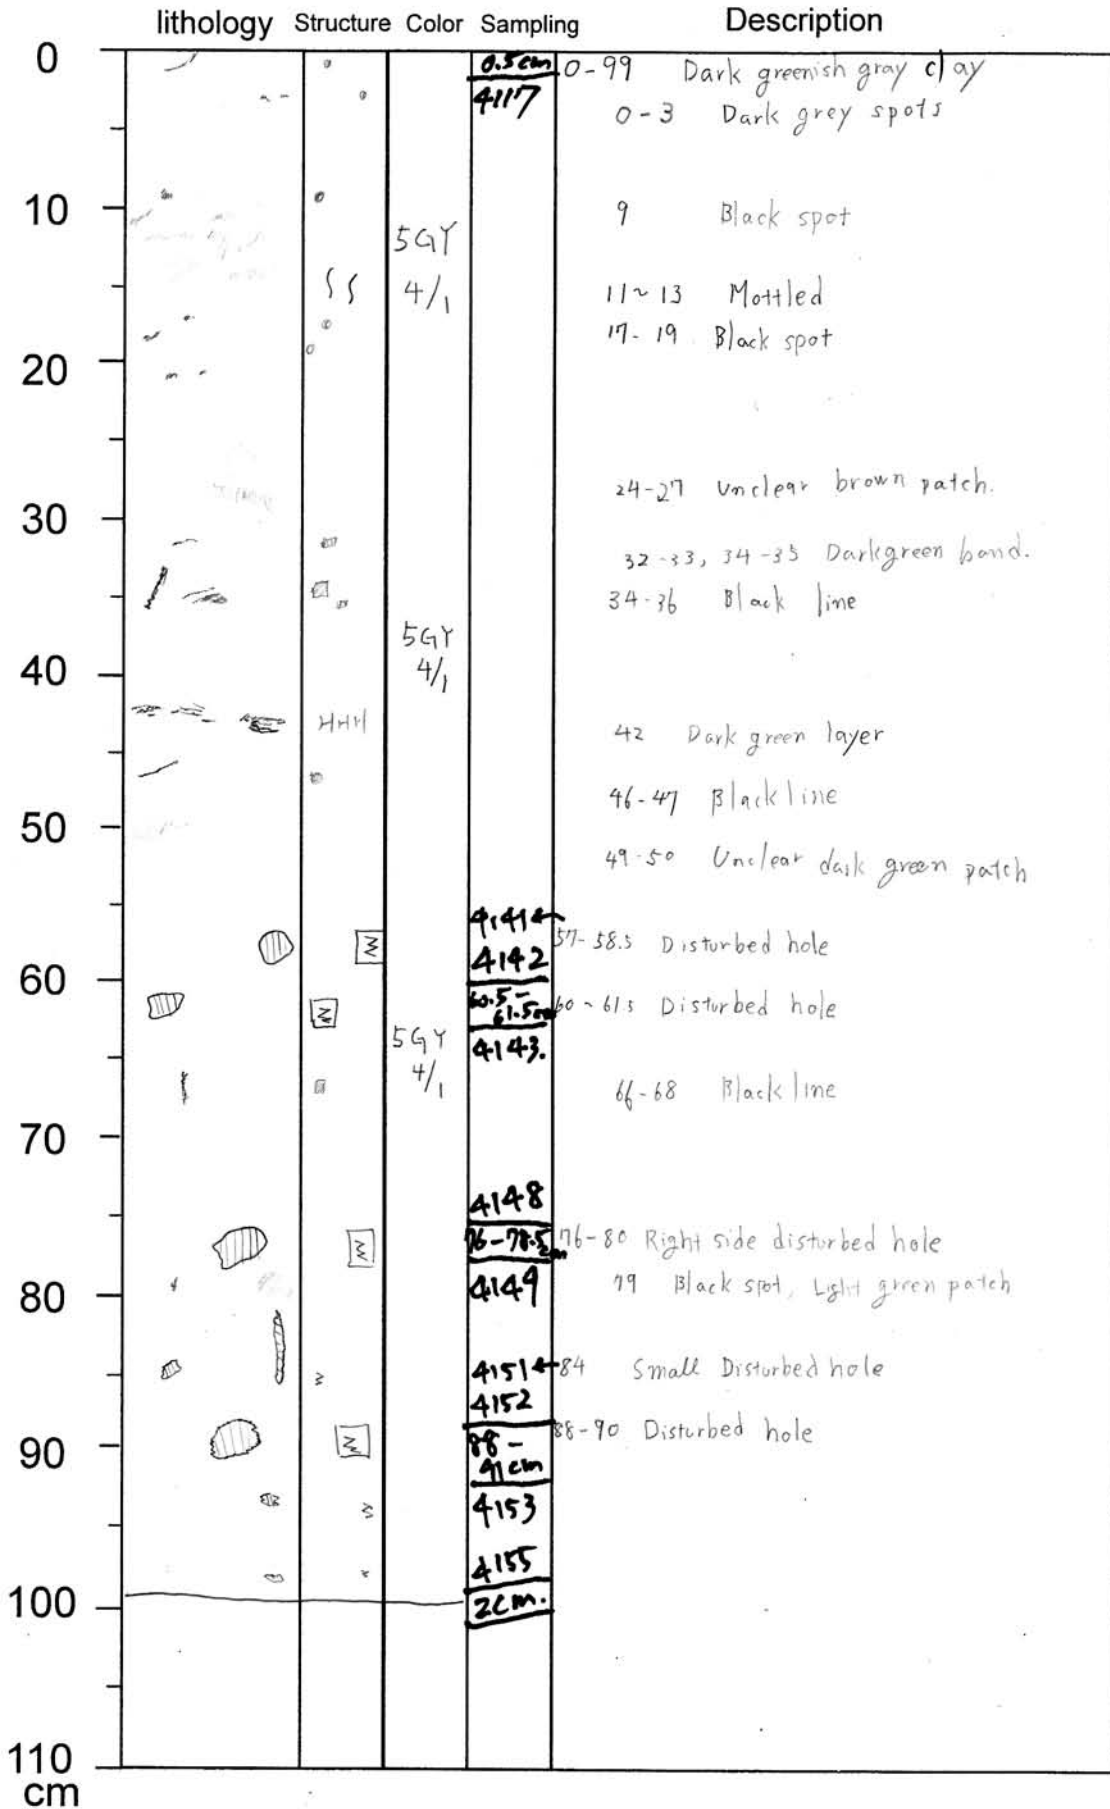 lithology Structure Color Sampling Description
0
0.5cm 0-99 Dark greenish gray clay
4117
0-3 Dark grey spots
10
9 Black spot
5GY
4/1
11~13 Mottled
17-19 Black spot
20
24-27 Unclear brown patch.
30
32-33, 34-35 Darkgreen band.
34-36 Black line
5GY
4/1
40
42 Dark green layer
46-47 Black line
50
49-50 Unclear dark green patch
4141←
57-58.5 Disturbed hole
4142
60
60.5-
61.5cm
60~61.5 Disturbed hole
5GY
4/1
4143.
66-68 Black line
70
4148
76-78.5cm
76-80 Right side disturbed hole
79 Black spot, Light green patch
80
4149
4151← 84 Small Disturbed hole
4152
88-90 Disturbed hole
90
88-
91cm
4153
4155
100
2cm.
110
cm